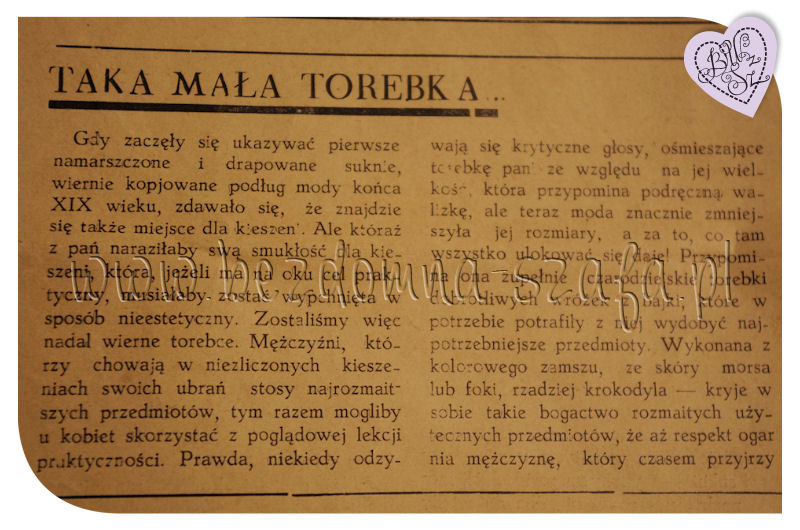 TAKA MAŁA TOREBKA...
Gdy zaczęły się ukazywać pierwsze
namarszczone i drapowane suknie,
wiernie kopjowane podług mody końca
XIX wieku, zdawało się, że znajdzie
się także miejsce dla kieszeni. Ale któraż
z pań naraziłaby swą smukłość dla kie-
szeni, która, jeżeli ma na oku cel prak-
tyczny, musiałaby zostać wypchnięta w
sposób nieestetyczny. Zostaliśmy więc
nadal wierne torebce. Mężczyźni, któ-
rzy chowają w niezliczonych kiesze-
niach swoich ubrań stosy najrozmait-
szych przedmiotów, tym razem mogliby
u kobiet skorzystać z poglądowej lekcji
praktyczności. Prawda, niekiedy odzy-
wają się krytyczne głosy, ośmieszające
torebkę pań ze względu na jej wiel-
kość, która przypomina podręczną wa-
lizkę, ale teraz moda znacznie zmniej-
szyła jej rozmiary, a za to, co tam
wszystko ulokować się daje! Przypomi-
na ona zupełnie czarodziejskie torebki
dobrotliwych wróżek z bajki, które w
potrzebie potrafiły z niej wydobyć naj-
potrzebniejsze przedmioty. Wykonana z
kolorowego zamszu, ze skóry morsa
lub foki, rzadziej krokodyla — kryje w
sobie takie bogactwo rozmaitych uży-
tecznych przedmiotów, że aż respekt ogar
nia mężczyznę, który czasem przyjrzy
www.bezdomna-szafa.pl